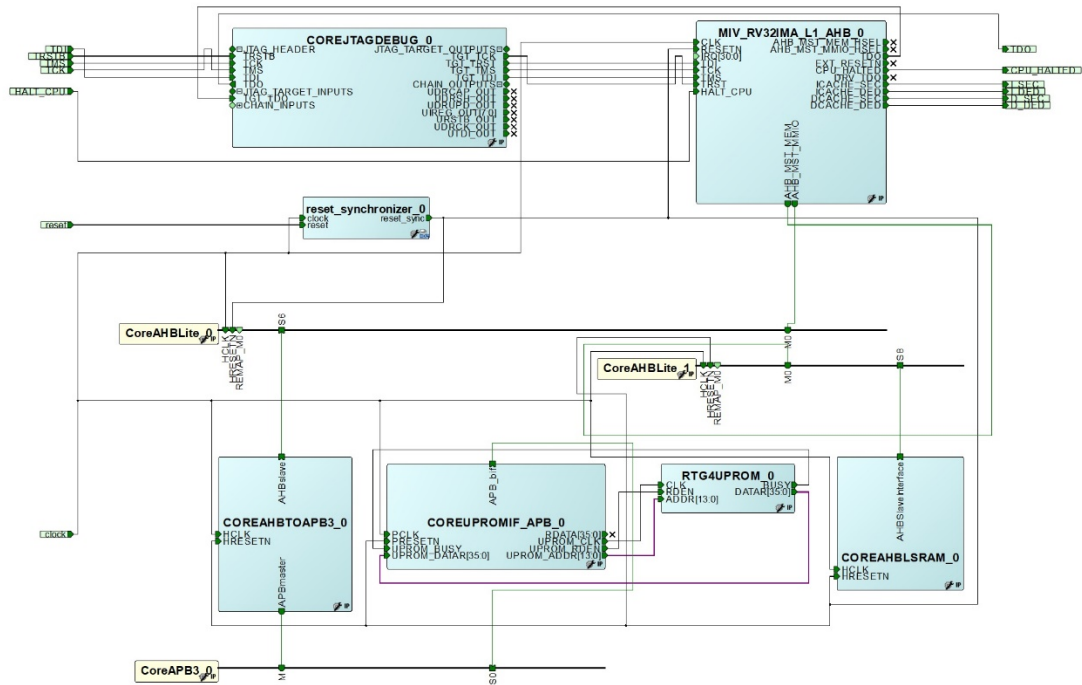 COREJTAGDEBUG_0
JTAG_HEADER
TRSTB
TCK
TMS
TDI
TDO
JTAG_TARGET_INPUTS
TGT_TDO
CHAIN_INPUTS
JTAG_TARGET_OUTPUTS
TGT_TCK
TGT_TRST
TGT_TMS
TGT_TDI
CHAIN_OUTPUTS
UDRCAP_OUT
UDRSH_OUT
UDRUPD_OUT
UIREG_OUT[7:0]
URSTB_OUT
UDRCK_OUT
UTDI_OUT
MIV_RV32IMA_L1_AHB_0
CLK
RESETN
IRQ[30:0]
TDI
TCK
TMS
TRST
HALT_CPU
AHB_MST_MEM_HSEL
AHB_MST_MMIO_HSEL
TDO
EXT_RESETN
CPU_HALTED
DRV_TDO
ICACHE_SEC
ICACHE_DED
DCACHE_SEC
DCACHE_DED
AHB_MST_MEM
AHB_MST_MMIO
TDI
TRSTB
TMS
TCK
HALT_CPU
TDO
CPU_HALTED
I_SEC
I_DED
D_SEC
D_DED
reset
reset_synchronizer_0
clock
reset
reset_sync
CoreAHBLite_0
HCLK
HRESETN
REMAP_M0
S6
M0
CoreAHBLite_1
HCLK
HRESETN
REMAP_M0
M0
S8
clock
COREAHBTOAPB3_0
AHBslave
HCLK
HRESETN
APBmaster
COREUPROMIF_APB_0
APB_bif
PCLK
PRESETN
UPROM_BUSY
UPROM_DATAR[35:0]
RDATA[35:0]
UPROM_CLK
UPROM_RDEN
UPROM_ADDR[13:0]
RTG4UPROM_0
CLK
RDEN
ADDR[13:0]
BUSY
DATAR[35:0]
AHBSlaveInterface
COREAHBLSRAM_0
HCLK
HRESETN
CoreAPB3_0
M
S0